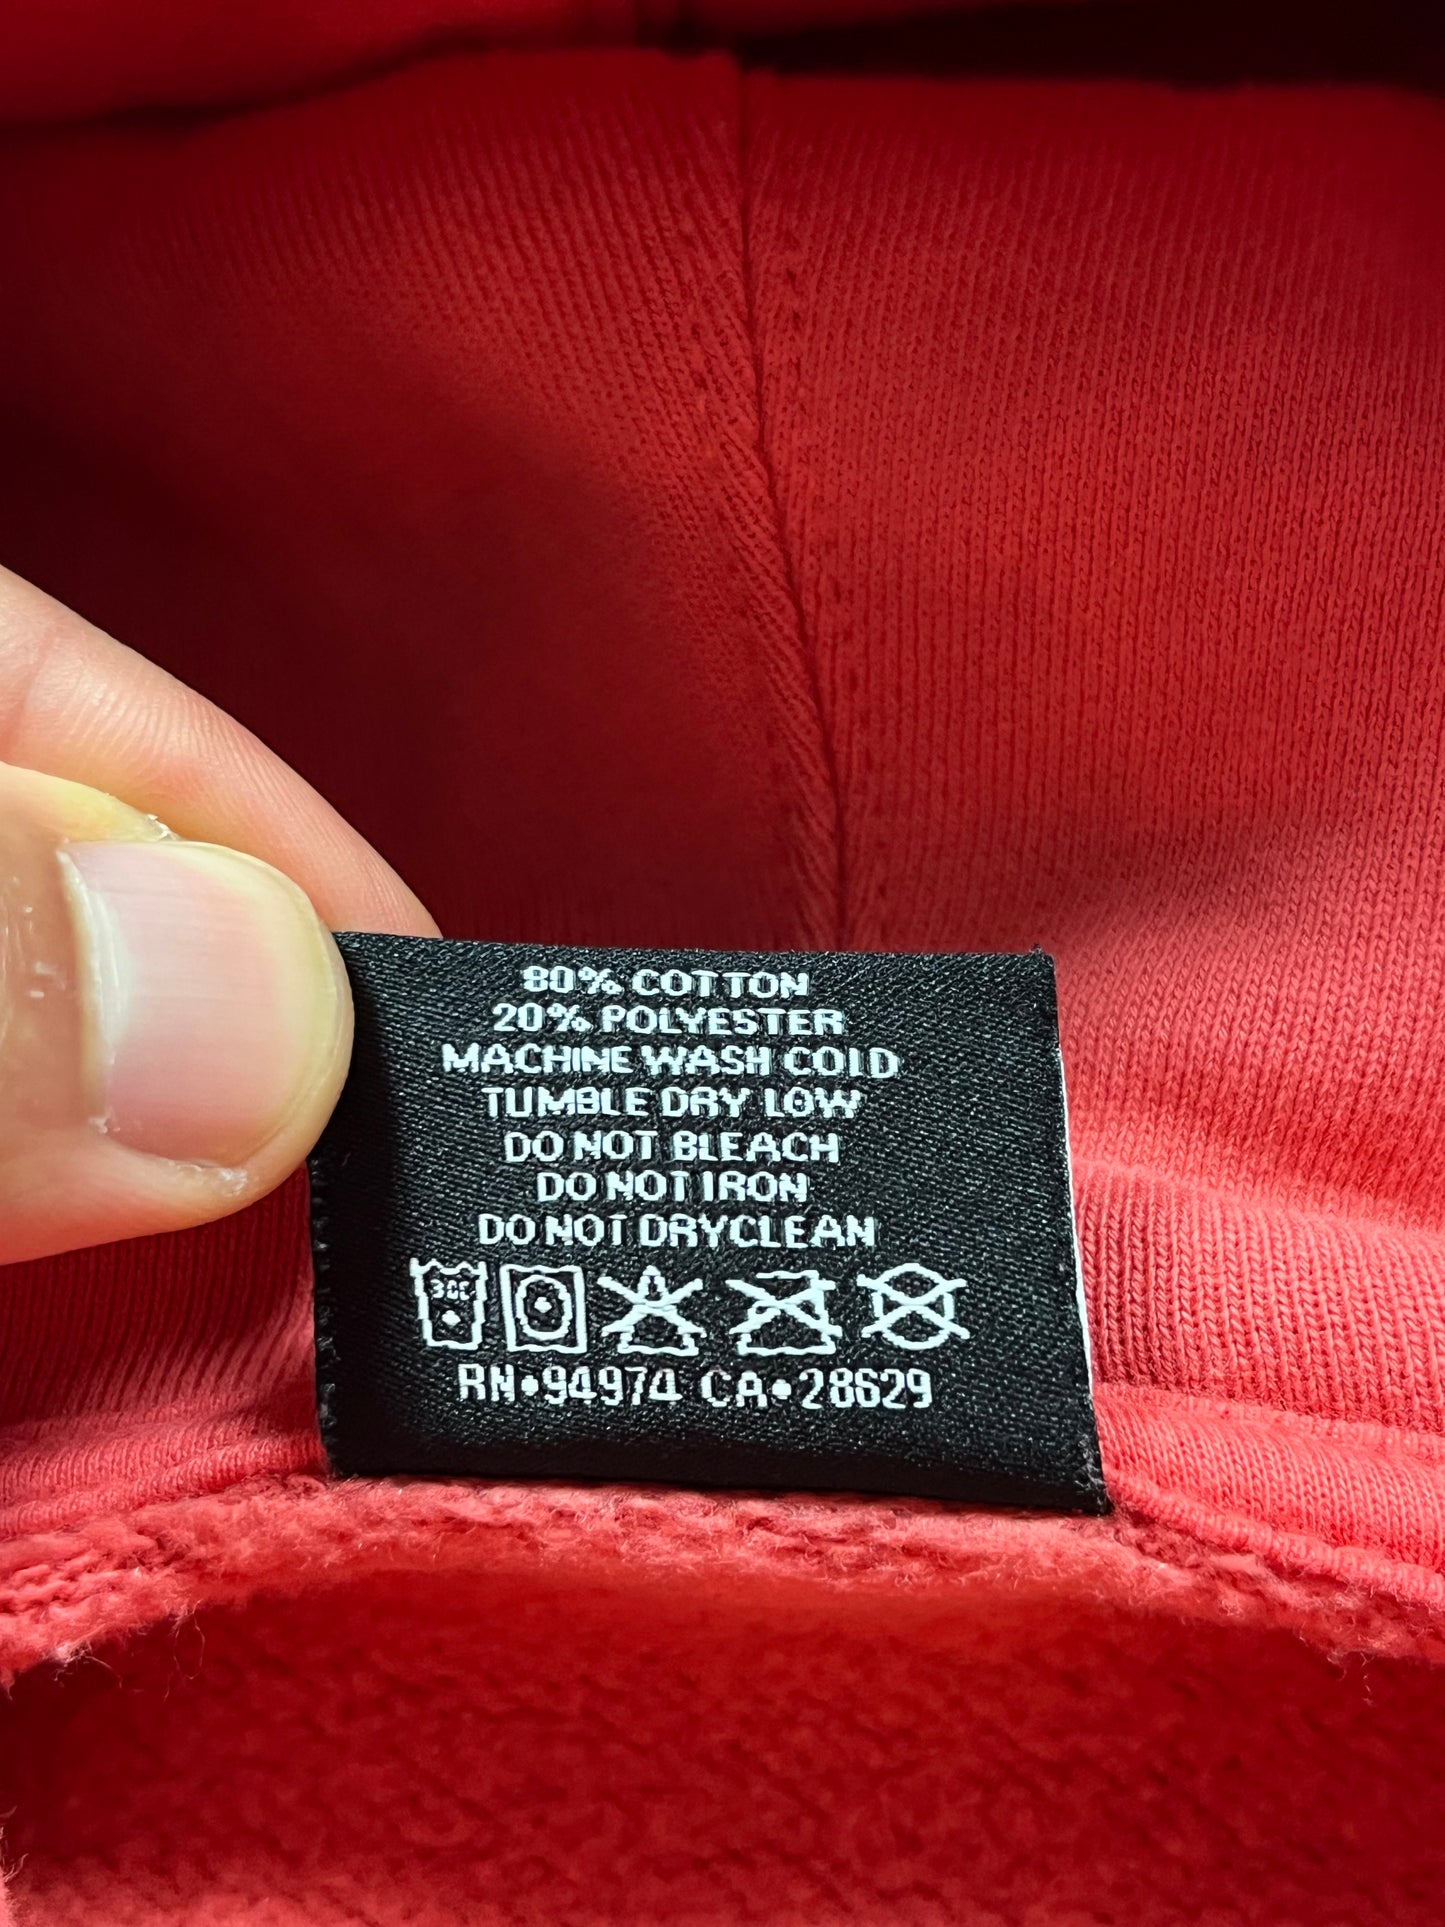 80% COTTON
20% POLYESTER
MACHINE WASH COLD
TUMBLE DRY LOW
DO NOT BLEACH
DO NOT IRON
DO NOT DRYCLEAN
30C
RN•94974 CA•28629